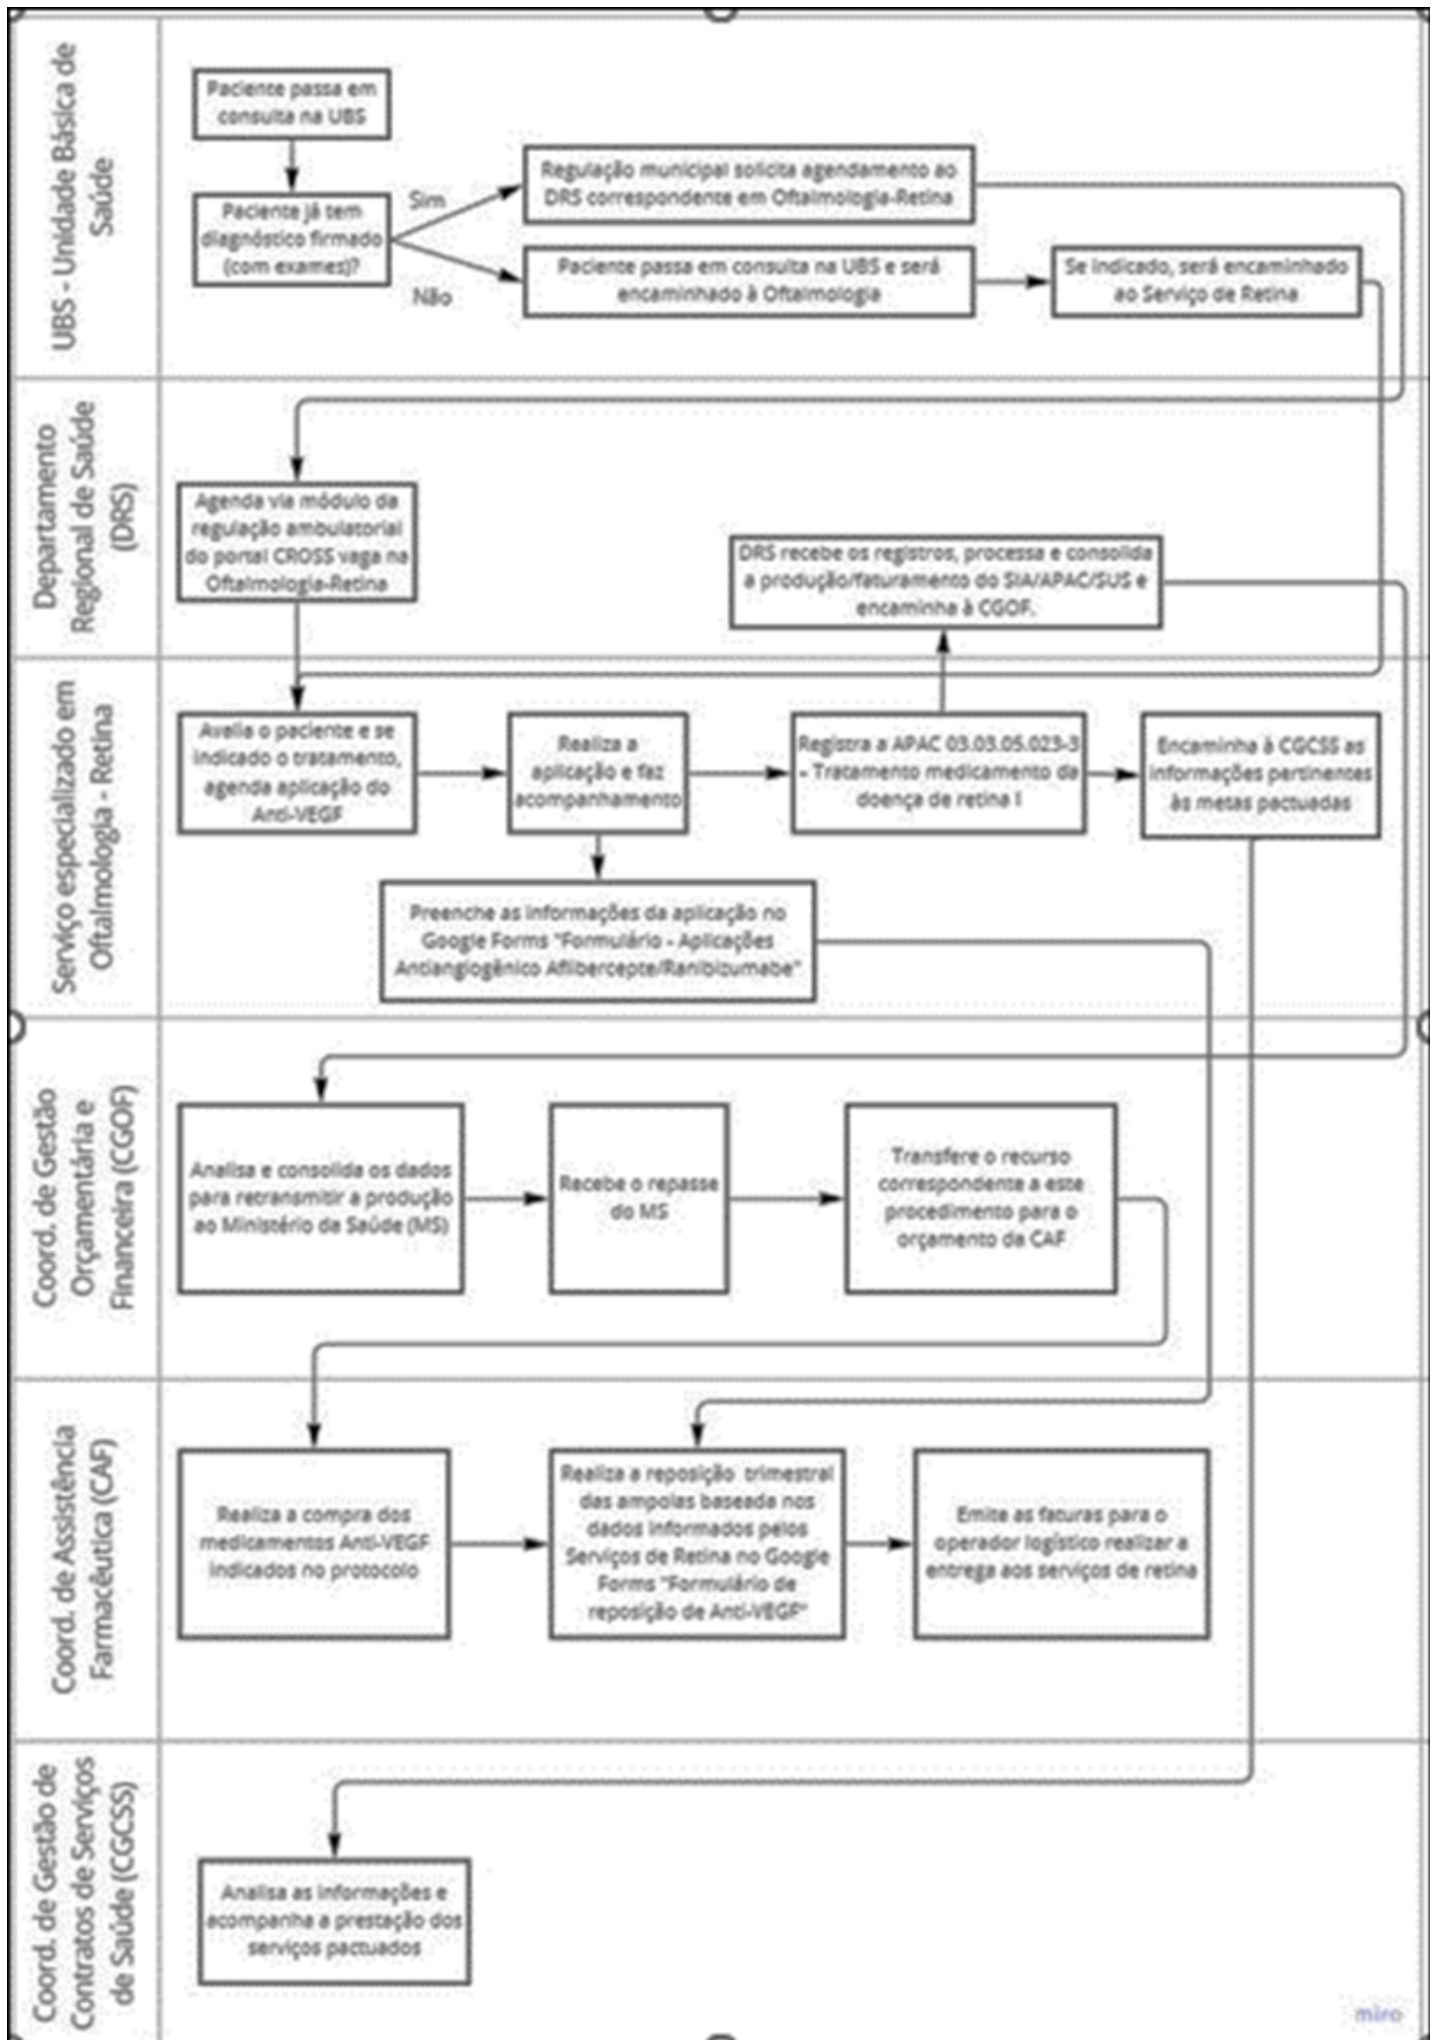 UBS - Unidade Básica de
Saúde
Paciente passa em
consulta na UBS
Paciente já tem
diagnóstico firmado
(com exames)?
Sim
Não
Regulação municipal solicita agendamento ao
DRS correspondente em Oftalmologia-Retina
Paciente passa em consulta na UBS e será
encaminhado à Oftalmologia
Se indicado, será encaminhado
ao Serviço de Retina
Departamento
Regional de Saúde
(DRS)
Agenda via módulo da
regulação ambulatorial
do portal CROSS vaga na
Oftalmologia-Retina
DRS recebe os registros, processa e consolida
a produção/faturamento do SIA/APAC/SUS e
encaminha à CGOF.
Serviço especializado em
Oftalmologia - Retina
Avalia o paciente e se
indicado o tratamento,
agenda aplicação do
Anti-VEGF
Realiza a
aplicação e faz
acompanhamento
Registra a APAC 03.03.05.023-3
- Tratamento medicamento da
doença de retina I
Encaminha à CGCSS as
informações pertinentes
às metas pactuadas
Preenche as informações da aplicação no
Google Forms "Formulário - Aplicações
Antiangiogênico Aflibercepte/Ranibizumabe"
Coord. de Gestão
Orçamentária e
Financeira (CGOF)
Analisa e consolida os dados
para retransmitir a produção
ao Ministério da Saúde (MS)
Recebe o repasse
do MS
Transfere o recurso
correspondente a este
procedimento para o
orçamento da CAF
Coord. de Assistência
Farmacêutica (CAF)
Realiza a compra dos
medicamentos Anti-VEGF
indicados no protocolo
Realiza a reposição trimestral
das ampolas baseada nos
dados informados pelos
Serviços de Retina no Google
Forms "Formulário de
reposição de Anti-VEGF"
Emite as faturas para o
operador logístico realizar a
entrega aos serviços de retina
Coord. de Gestão de
Contratos de Serviços
de Saúde (CGCSS)
Analisa as informações e
acompanha a prestação dos
serviços pactuados
miro